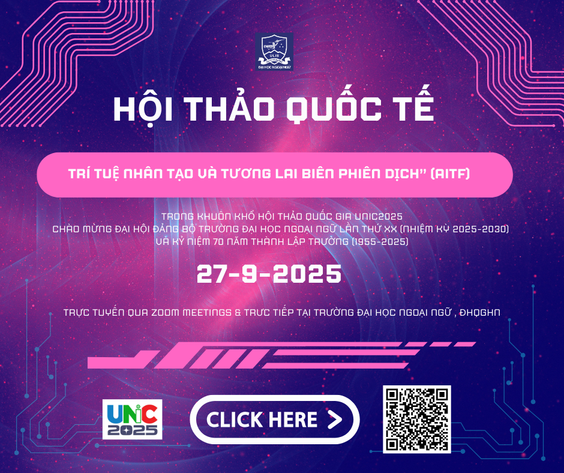 HỘI THẢO QUỐC TẾ
TRÍ TUỆ NHÂN TẠO VÀ TƯƠNG LAI BIÊN PHIÊN DỊCH" (AITF)
TRONG KHUÔN KHỔ HỘI THẢO QUỐC GIA UNIC2025
CHÀO MỪNG ĐẠI HỘI ĐẢNG BỘ TRƯỜNG ĐẠI HỌC NGOẠI NGỮ LẦN THỨ XX (NHIỆM KỲ 2025-2030)
VÀ KỶ NIỆM 70 NĂM THÀNH LẬP TRƯỜNG (1955-2025)
27-9-2025
TRỰC TUYẾN QUA ZOOM MEETINGS & TRỰC TIẾP TẠI TRƯỜNG ĐẠI HỌC NGOẠI NGỮ , ĐHQGHN
UNiC
2025
CLICK HERE